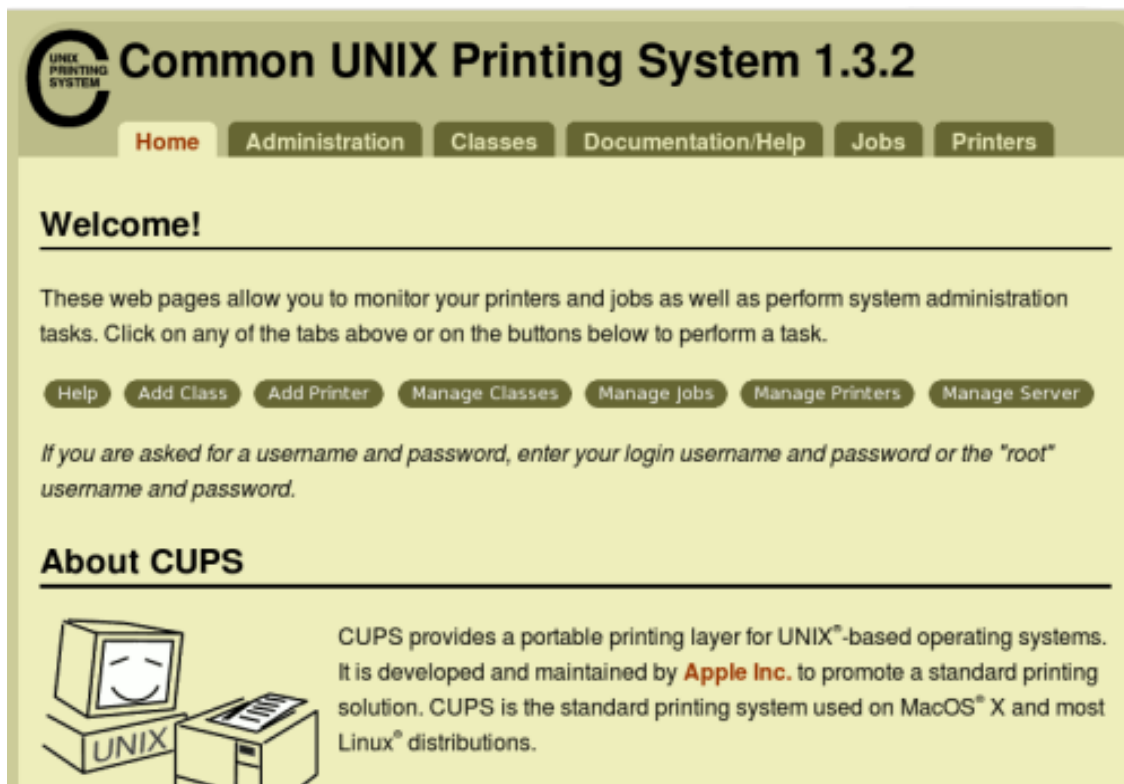 UNIX
PRINTING
SYSTEM
Common UNIX Printing System 1.3.2
Home Administration Classes Documentation/Help Jobs Printers
Welcome!
These web pages allow you to monitor your printers and jobs as well as perform system administration
tasks. Click on any of the tabs above or on the buttons below to perform a task.
Help Add Class Add Printer Manage Classes Manage Jobs Manage Printers Manage Server
If you are asked for a username and password, enter your login username and password or the "root"
username and password.
About CUPS
CUPS provides a portable printing layer for UNIX®-based operating systems.
It is developed and maintained by Apple Inc. to promote a standard printing
solution. CUPS is the standard printing system used on MacOS® X and most
Linux® distributions.
UNIX